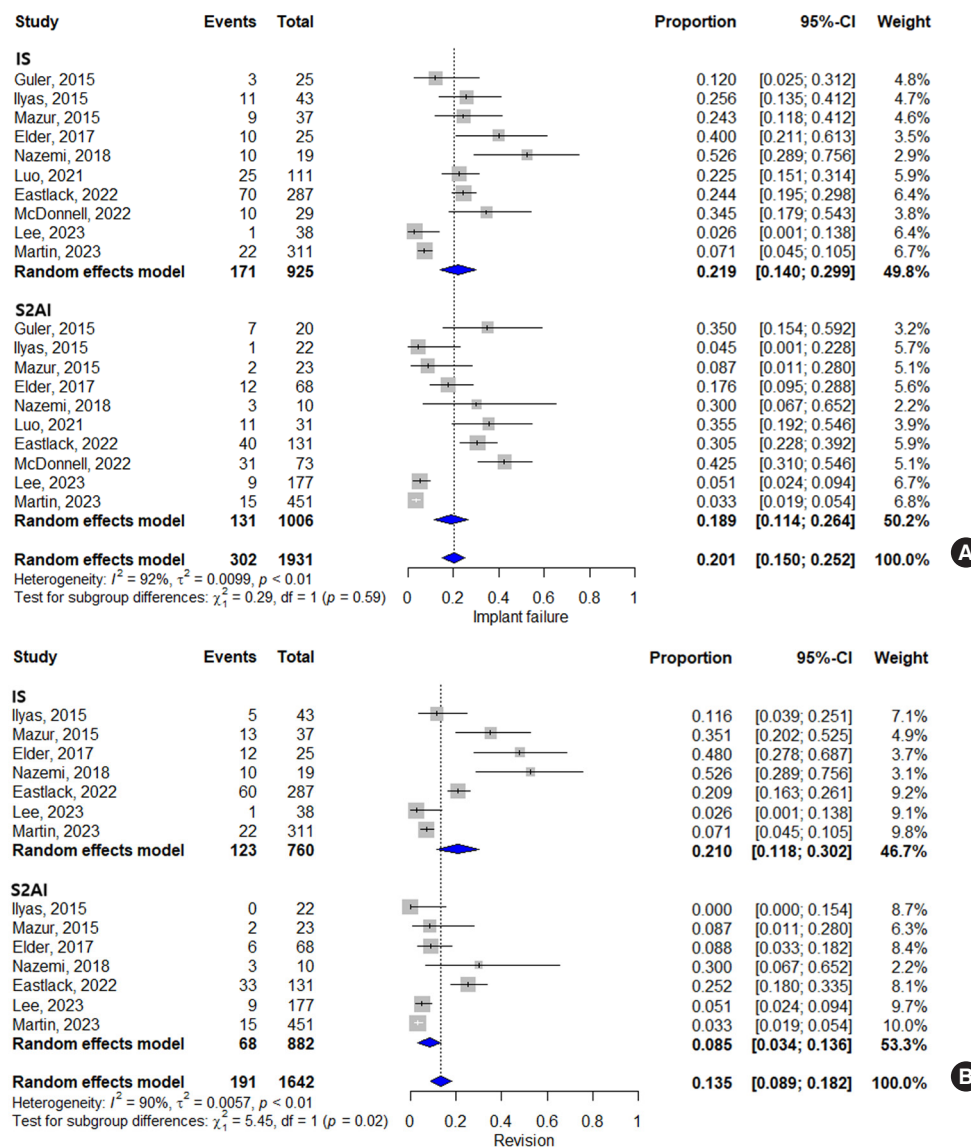 Study Events Total Proportion 95%-CI Weight
IS
Guler, 2015 3 25 0.120 [0.025; 0.312] 4.8%
Ilyas, 2015 11 43 0.256 [0.135; 0.412] 4.7%
Mazur, 2015 9 37 0.243 [0.118; 0.412] 4.6%
Elder, 2017 10 25 0.400 [0.211; 0.613] 3.5%
Nazemi, 2018 10 19 0.526 [0.289; 0.756] 2.9%
Luo, 2021 25 111 0.225 [0.151; 0.314] 5.9%
Eastlack, 2022 70 287 0.244 [0.195; 0.298] 6.4%
McDonnell, 2022 10 29 0.345 [0.179; 0.543] 3.8%
Lee, 2023 1 38 0.026 [0.001; 0.138] 6.4%
Martin, 2023 22 311 0.071 [0.045; 0.105] 6.7%
Random effects model 171 925 0.219 [0.140; 0.299] 49.8%
S2AI
Guler, 2015 7 20 0.350 [0.154; 0.592] 3.2%
Ilyas, 2015 1 22 0.045 [0.001; 0.228] 5.7%
Mazur, 2015 2 23 0.087 [0.011; 0.280] 5.1%
Elder, 2017 12 68 0.176 [0.095; 0.288] 5.6%
Nazemi, 2018 3 10 0.300 [0.067; 0.652] 2.2%
Luo, 2021 11 31 0.355 [0.192; 0.546] 3.9%
Eastlack, 2022 40 131 0.305 [0.228; 0.392] 5.9%
McDonnell, 2022 31 73 0.425 [0.310; 0.546] 5.1%
Lee, 2023 9 177 0.051 [0.024; 0.094] 6.7%
Martin, 2023 15 451 0.033 [0.019; 0.054] 6.8%
Random effects model 131 1006 0.189 [0.114; 0.264] 50.2%
Random effects model 302 1931 0.201 [0.150; 0.252] 100.0%
A
Heterogeneity: I² = 92%, τ² = 0.0099, p < 0.01
Test for subgroup differences: χ²₁ = 0.29, df = 1 (p = 0.59)
0 0.2 0.4 0.6 0.8 1
Implant failure
Study Events Total Proportion 95%-CI Weight
IS
Ilyas, 2015 5 43 0.116 [0.039; 0.251] 7.1%
Mazur, 2015 13 37 0.351 [0.202; 0.525] 4.9%
Elder, 2017 12 25 0.480 [0.278; 0.687] 3.7%
Nazemi, 2018 10 19 0.526 [0.289; 0.756] 3.1%
Eastlack, 2022 60 287 0.209 [0.163; 0.261] 9.2%
Lee, 2023 1 38 0.026 [0.001; 0.138] 9.1%
Martin, 2023 22 311 0.071 [0.045; 0.105] 9.8%
Random effects model 123 760 0.210 [0.118; 0.302] 46.7%
S2AI
Ilyas, 2015 0 22 0.000 [0.000; 0.154] 8.7%
Mazur, 2015 2 23 0.087 [0.011; 0.280] 6.3%
Elder, 2017 6 68 0.088 [0.033; 0.182] 8.4%
Nazemi, 2018 3 10 0.300 [0.067; 0.652] 2.2%
Eastlack, 2022 33 131 0.252 [0.180; 0.335] 8.1%
Lee, 2023 9 177 0.051 [0.024; 0.094] 9.7%
Martin, 2023 15 451 0.033 [0.019; 0.054] 10.0%
Random effects model 68 882 0.085 [0.034; 0.136] 53.3%
Random effects model 191 1642 0.135 [0.089; 0.182] 100.0%
B
Heterogeneity: I² = 90%, τ² = 0.0057, p < 0.01
Test for subgroup differences: χ²₁ = 5.45, df = 1 (p = 0.02)
0 0.2 0.4 0.6 0.8 1
Revision